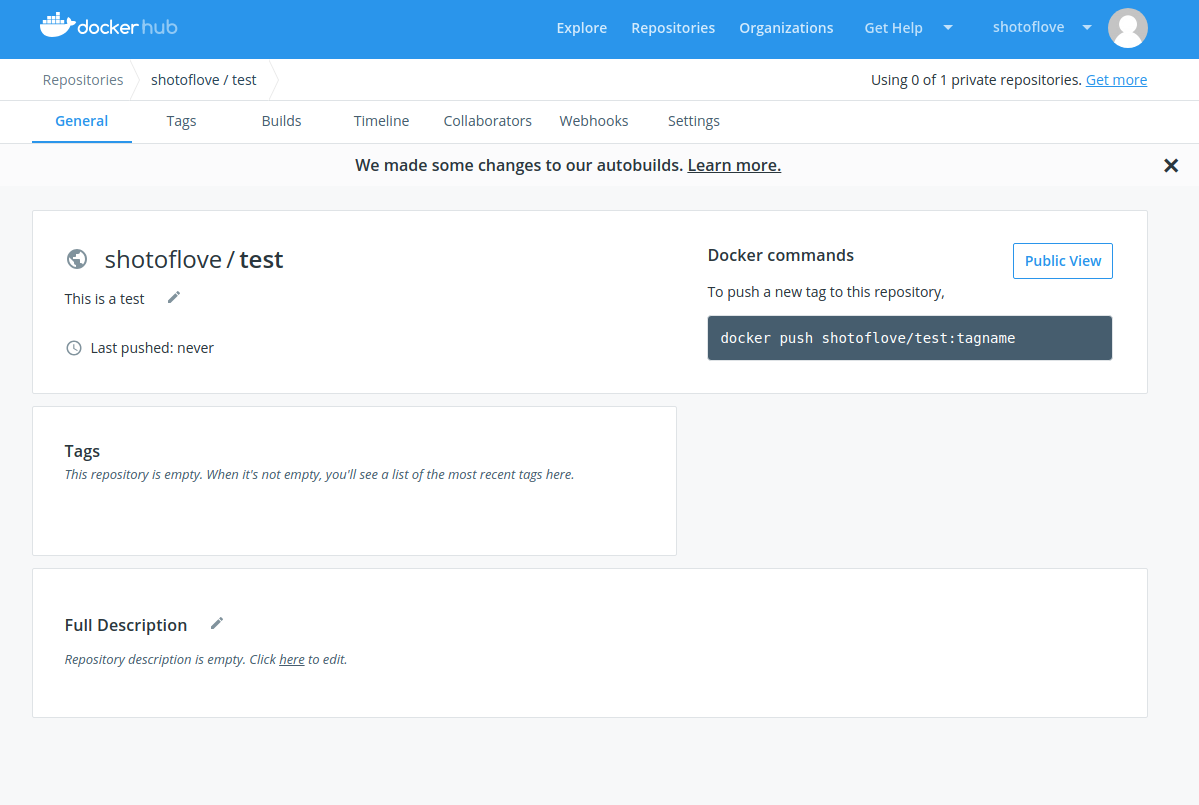 docker hub Explore Repositories Organizations Get Help shotoflove
Repositories shotoflove / test Using 0 of 1 private repositories. Get more
General Tags Builds Timeline Collaborators Webhooks Settings
We made some changes to our autobuilds. Learn more.
shotoflove / test
This is a test
Last pushed: never
Docker commands
Public View
To push a new tag to this repository,
docker push shotoflove/test:tagname
Tags
This repository is empty. When it's not empty, you'll see a list of the most recent tags here.
Full Description
Repository description is empty. Click here to edit.